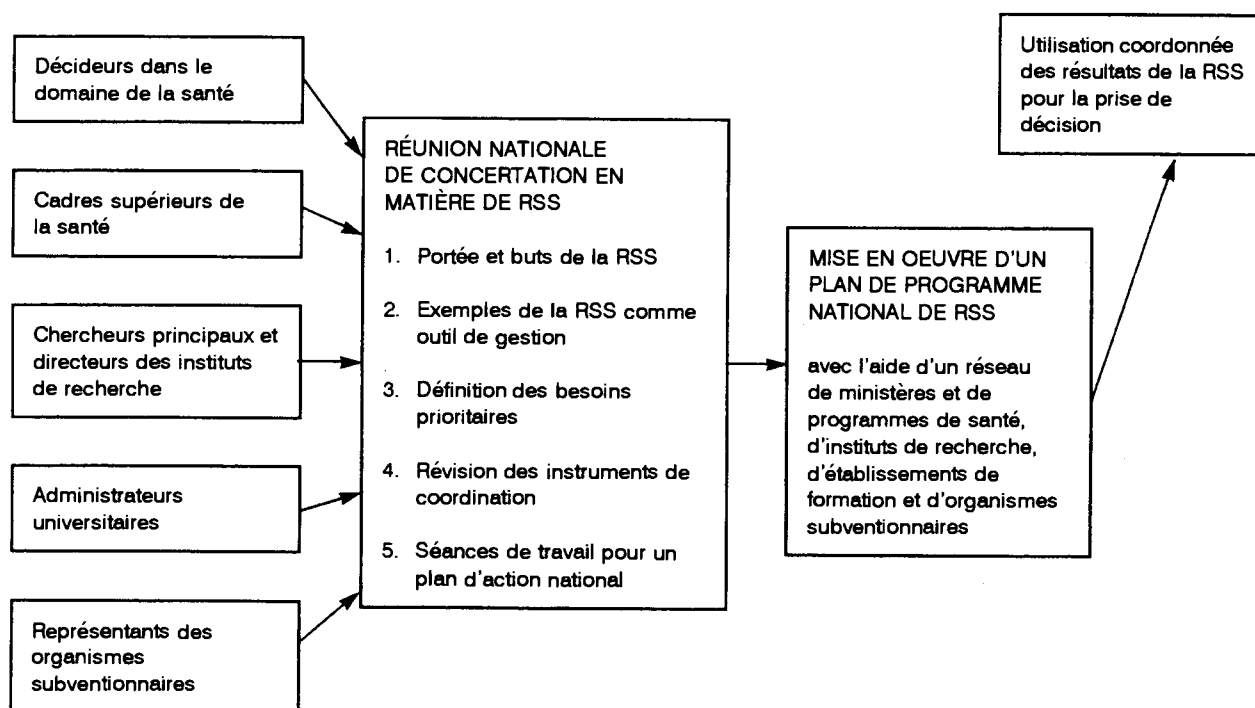 Décideurs dans le
domaine de la santé
Cadres supérieurs de
la santé
Chercheurs principaux et
directeurs des instituts
de recherche
Administrateurs
universitaires
Représentants des
organismes
subventionnaires
RÉUNION NATIONALE
DE CONCERTATION EN
MATIÈRE DE RSS
1. Portée et buts de la RSS
2. Exemples de la RSS comme
outil de gestion
3. Définition des besoins
prioritaires
4. Révision des instruments de
coordination
5. Séances de travail pour un
plan d'action national
MISE EN OEUVRE D'UN
PLAN DE PROGRAMME
NATIONAL DE RSS
avec l'aide d'un réseau
de ministères et de
programmes de santé,
d'instituts de recherche,
d'établissements de
formation et d'organismes
subventionnaires
Utilisation coordonnée
des résultats de la RSS
pour la prise de
décision